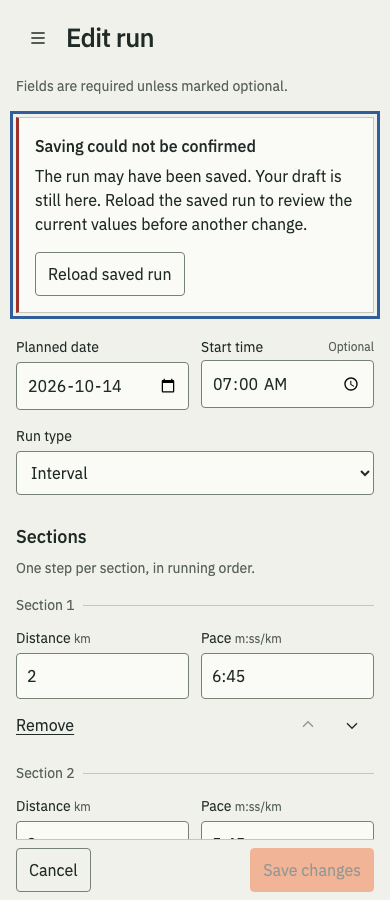 Edit run
Fields are required unless marked optional.
Saving could not be confirmed
The run may have been saved. Your draft is
still here. Reload the saved run to review the
current values before another change.
Reload saved run
Planned date
Start time Optional
2026-10-14
07:00 AM
Run type
Interval
Sections
One step per section, in running order.
Section 1
Distance km
Pace m:ss/km
2
6:45
Remove
Section 2
Distance km
Pace m:ss/km
Cancel
Save changes